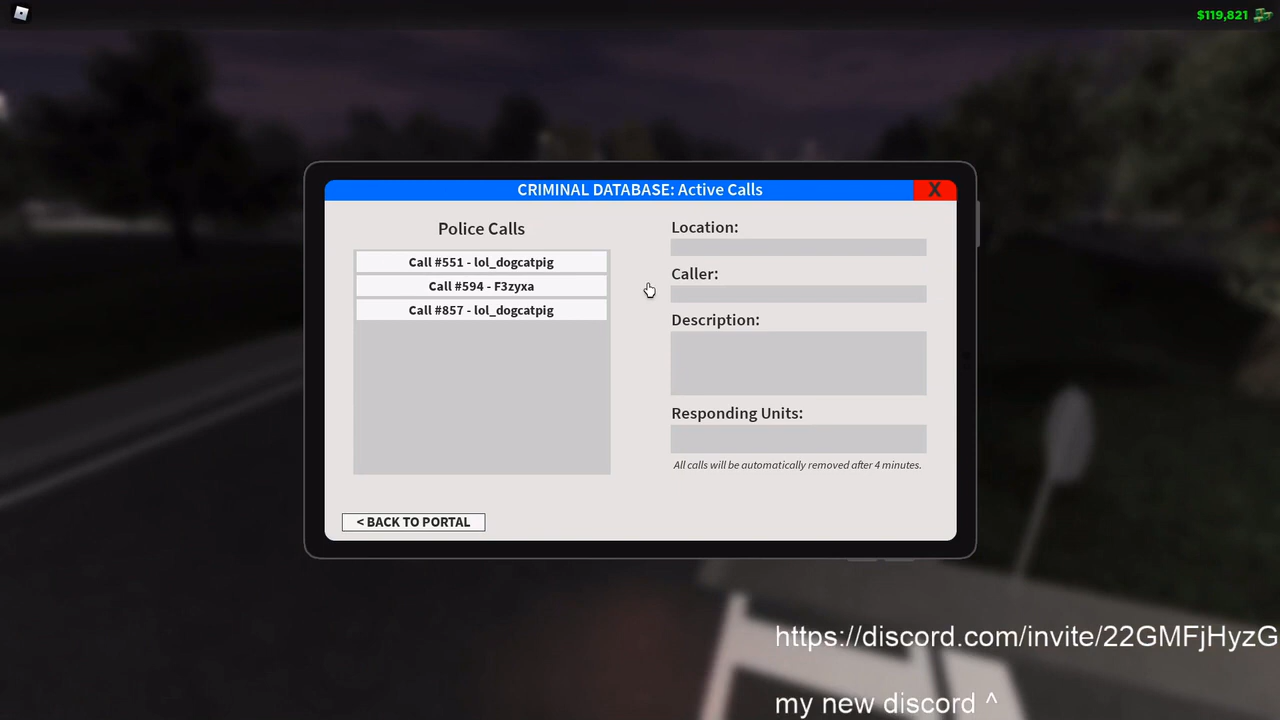 $119,821
CRIMINAL DATABASE: Active Calls
X
Police Calls
Call #551 - lol_dogcatpig
Call #594 - F3zyxa
Call #857 - lol_dogcatpig
< BACK TO PORTAL
Location:
Caller:
Description:
Responding Units:
All calls will be automatically removed after 4 minutes.
https://discord.com/invite/22GMFjHyzG
my new discord ^